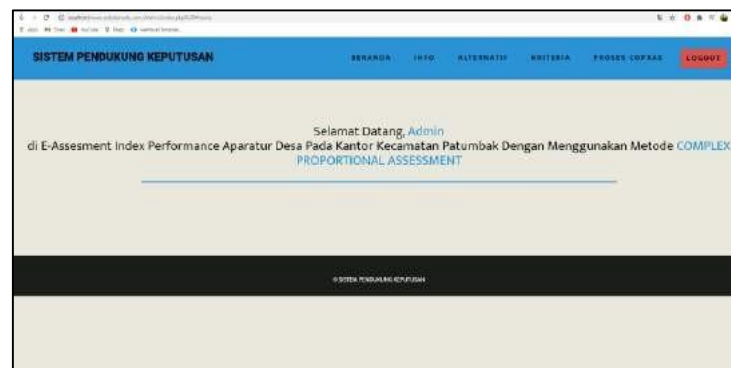 SISTEM PENDUKUNG KEPUTUSAN
BERANDA INFO ALTERNATIF KRITERIA PROSES COPRAS LOGOUT
Selamat Datang, Admin
di E-Assesment Index Performance Aparatur Desa Pada Kantor Kecamatan Patumbak Dengan Menggunakan Metode COMPLEX
PROPORTIONAL ASSESSMENT
© SISTEM PENDUKUNG KEPUTUSAN